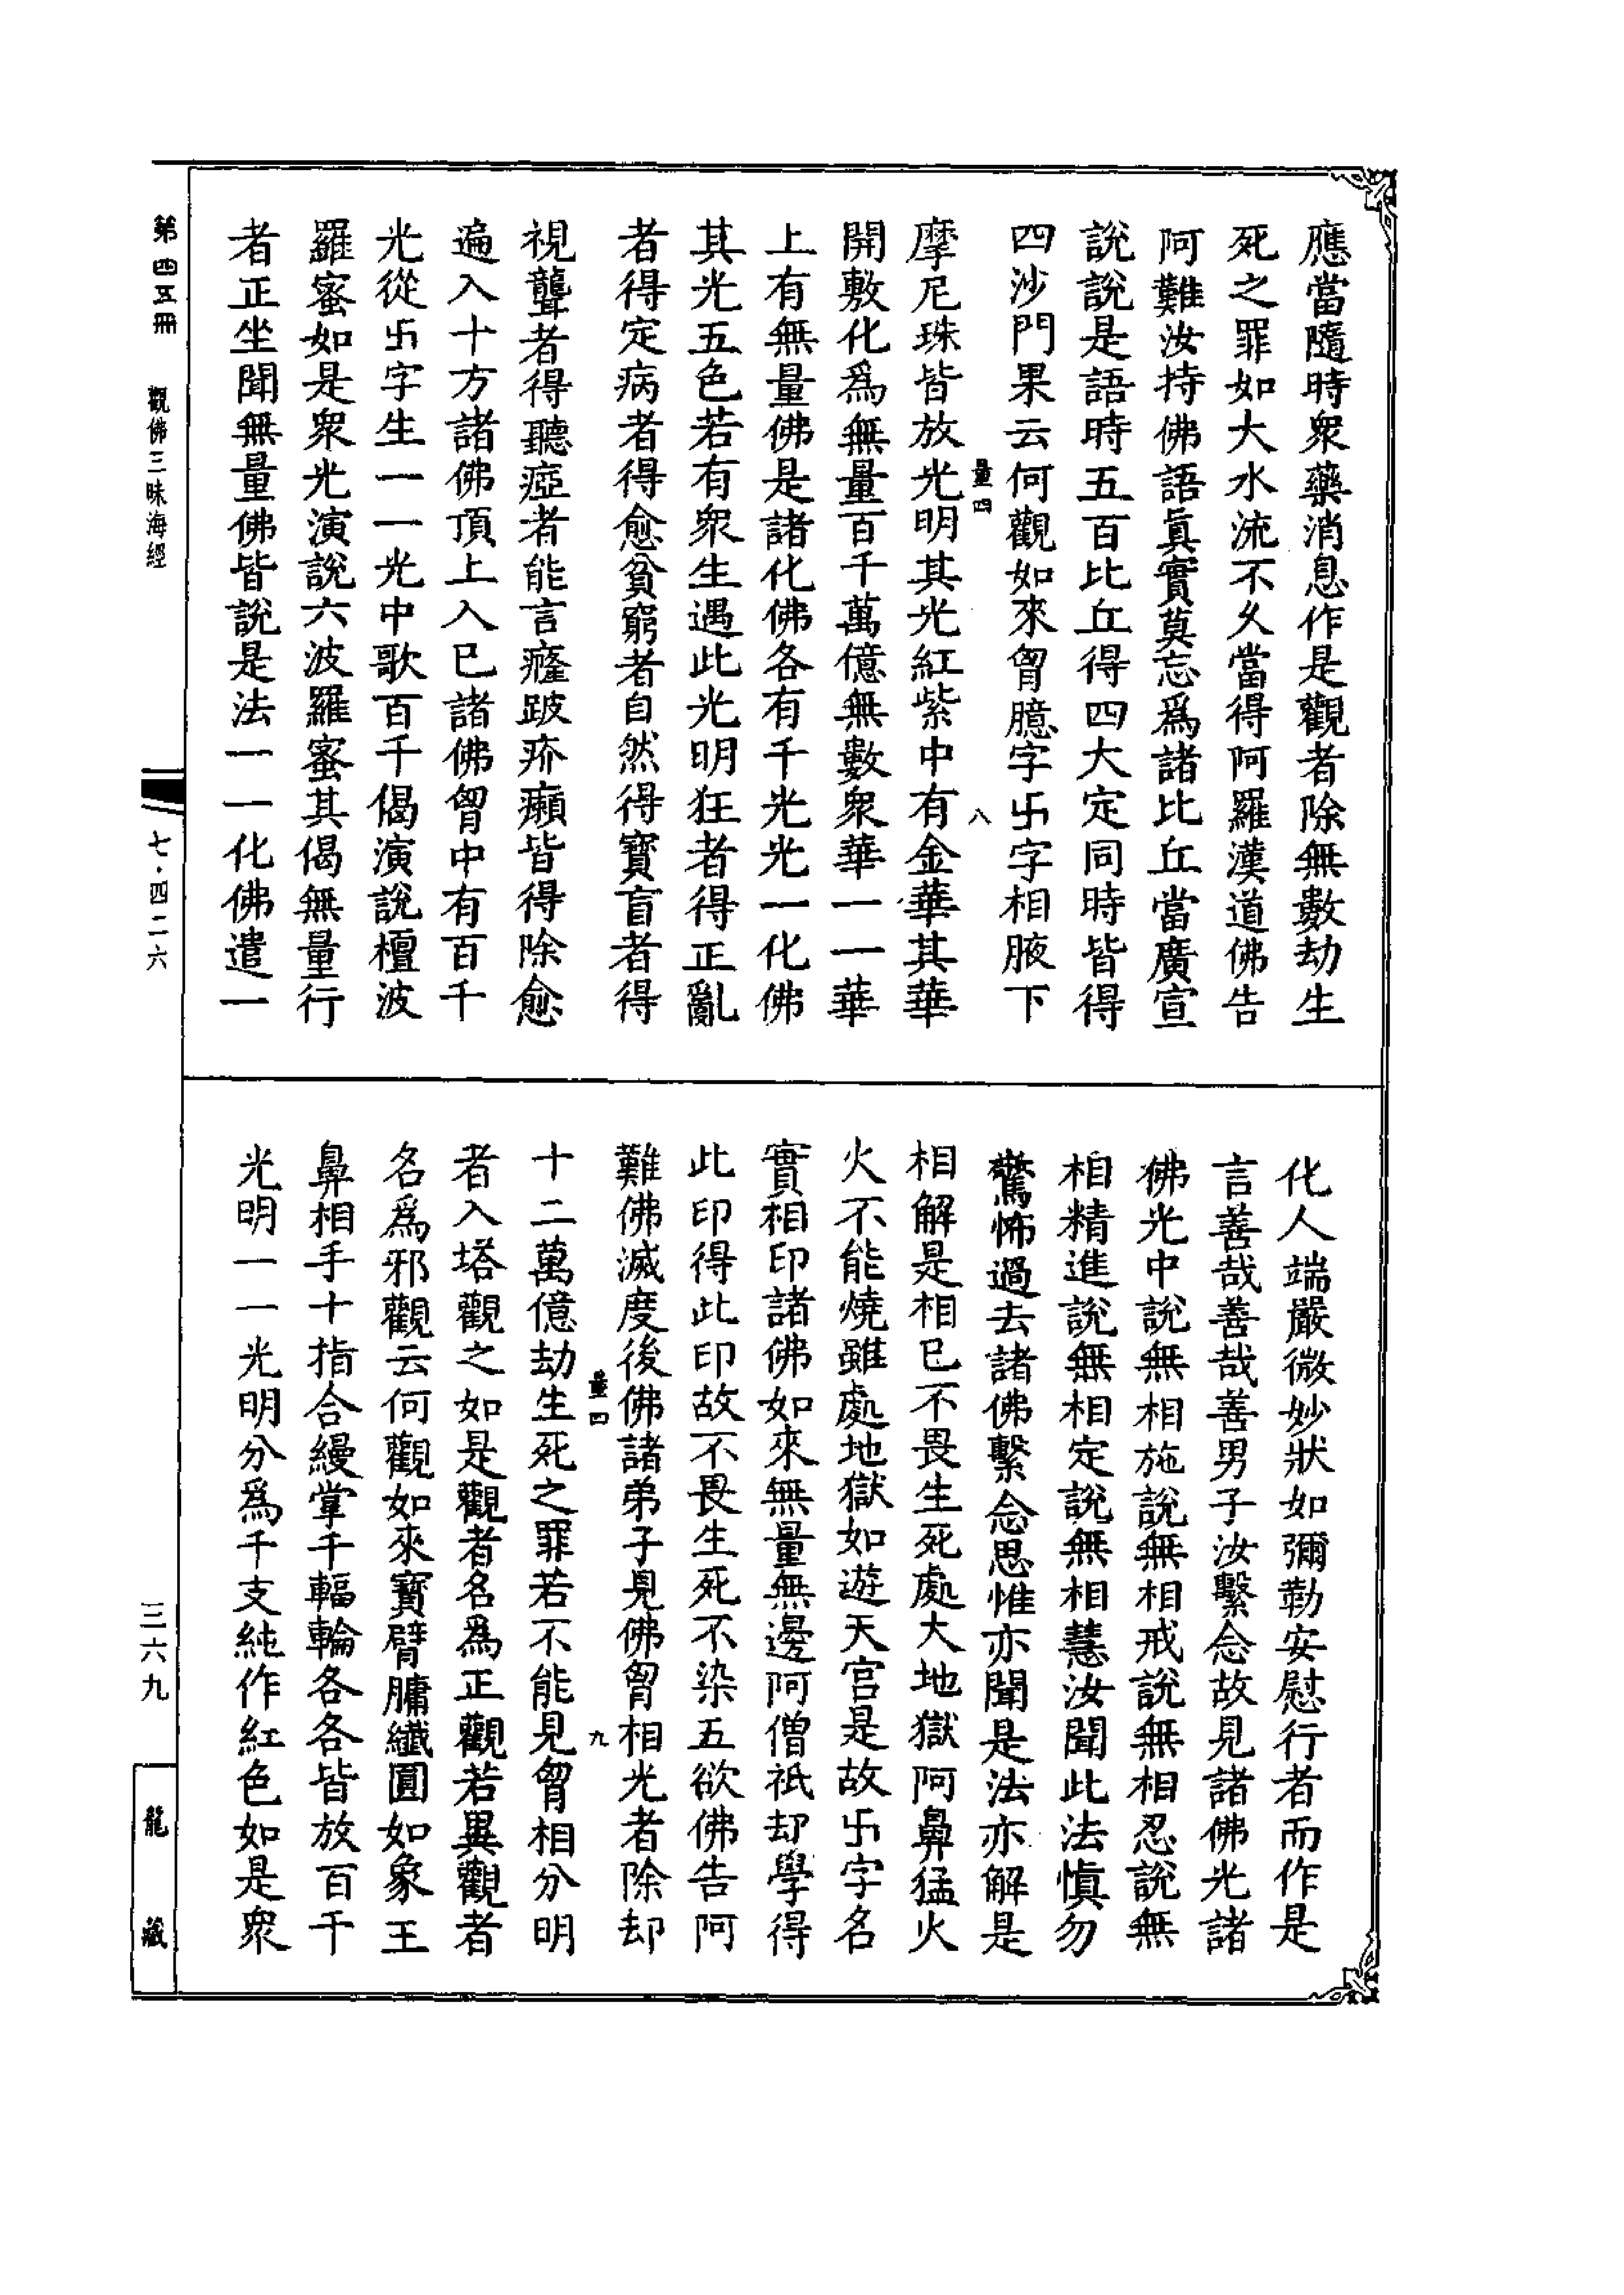 應當隨時衆藥消息作是觀者除無數劫生
死之罪如大水流不久當得阿羅漢道佛告
阿難汝持佛語眞實莫忘爲諸比丘當廣宣
說說是語時五百比丘得四大定同時皆得
四沙門果云何觀如來胷臆字卐字相腋下
量四
八
摩尼珠皆放光明其光紅紫中有金華其華
開敷化爲無量百千萬億無數衆華一一華
上有無量佛是諸化佛各有千光光一化佛
其光五色若有衆生遇此光明狂者得正亂
者得定病者得愈貧窮者自然得寶盲者得
視聾者得聽瘂者能言癃跛疥癩皆得除愈
遍入十方諸佛頂上入已諸佛胷中有百千
光從卐字生一一光中歌百千偈演說檀波
羅蜜如是衆光演說六波羅蜜其偈無量行
者正坐聞無量佛皆說是法一一化佛遣一
化人端嚴微妙狀如彌勒安慰行者而作是
言善哉善哉善男子汝繫念故見諸佛光諸
佛光中說無相施說無相戒說無相忍說無
相精進說無相定說無相慧汝聞此法愼勿
驚怖過去諸佛繫念思惟亦聞是法亦解是
相解是相已不畏生死處大地獄阿鼻猛火
火不能燒雖處地獄如遊天宮是故卐字名
實相印諸佛如來無量無邊阿僧祇却學得
此印得此印故不畏生死不染五欲佛告阿
難佛滅度後佛諸弟子見佛胷相光者除却
量四
九
十二萬億劫生死之罪若不能見胷相分明
者入塔觀之如是觀者名爲正觀若異觀者
名爲邪觀云何觀如來寶臂𦟛纖圓如象王
鼻相手十指合縵掌千輻輪各各皆放百千
光明一一光明分爲千支純作紅色如是衆
第四五冊
觀佛三昧海經
七·四二六
三六九
龍藏